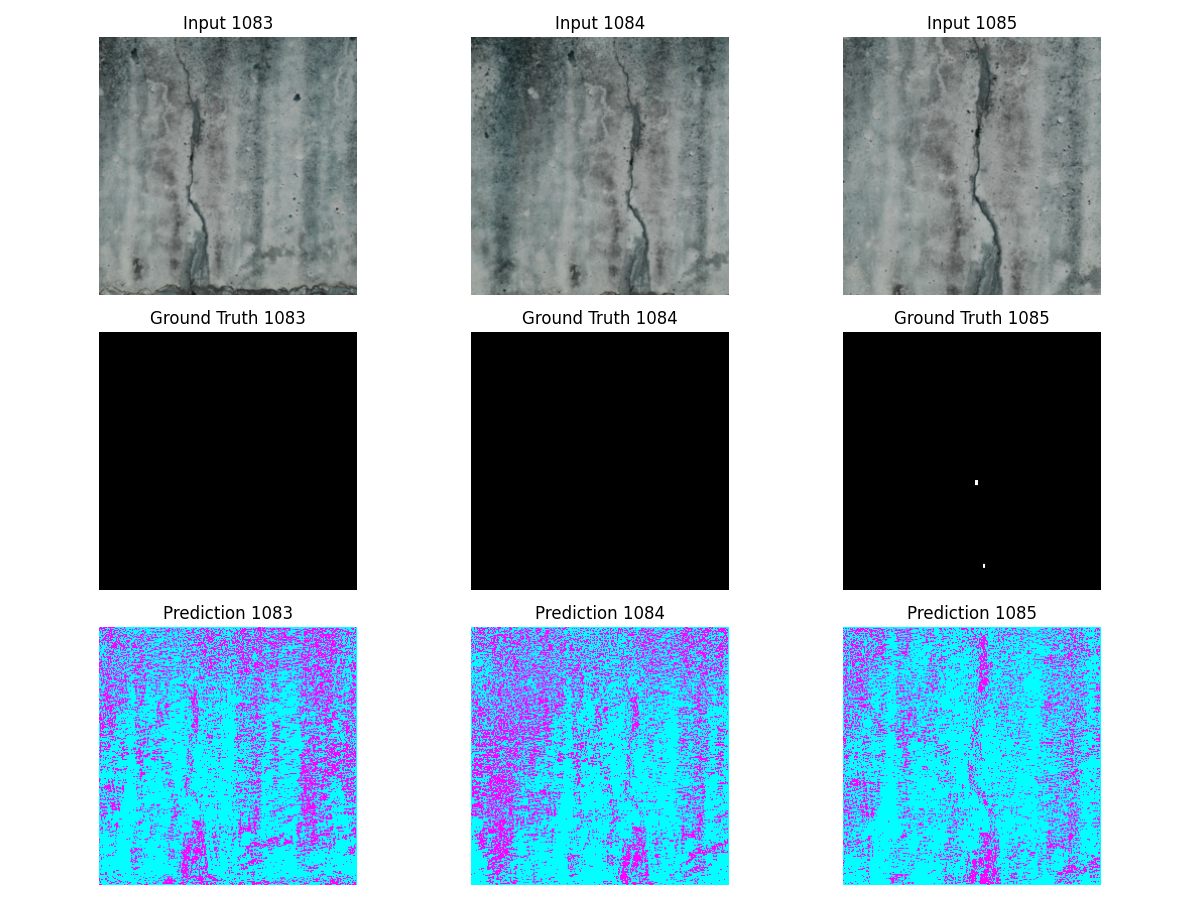 Input 1083
Input 1084
Input 1085
Ground Truth 1083
Ground Truth 1084
Ground Truth 1085
Prediction 1083
Prediction 1084
Prediction 1085